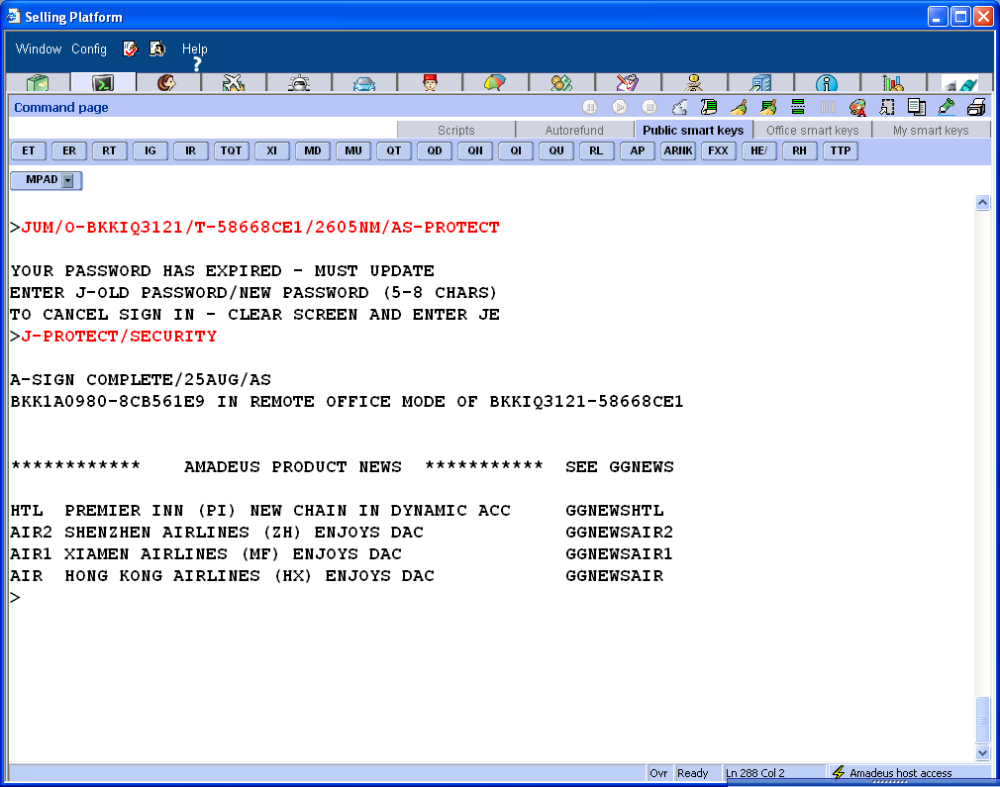 Selling Platform
Window Config Help
?
Command page
Scripts Autorefund Public smart keys Office smart keys My smart keys
ET ER RT IG IR TQT XI MD MU QT QD QN QI QU RL AP ARNK FXX HE/ RH TTP
MPAD
>JUM/O-BKKIQ3121/T-58668CE1/2605NM/AS-PROTECT
YOUR PASSWORD HAS EXPIRED - MUST UPDATE
ENTER J-OLD PASSWORD/NEW PASSWORD (5-8 CHARS)
TO CANCEL SIGN IN - CLEAR SCREEN AND ENTER JE
>J-PROTECT/SECURITY
A-SIGN COMPLETE/25AUG/AS
BKK1A0980-8CB561E9 IN REMOTE OFFICE MODE OF BKKIQ3121-58668CE1
************ AMADEUS PRODUCT NEWS *********** SEE GGNEWS
HTL PREMIER INN (PI) NEW CHAIN IN DYNAMIC ACC GGNEWSHTL
AIR2 SHENZHEN AIRLINES (ZH) ENJOYS DAC GGNEWSAIR2
AIR1 XIAMEN AIRLINES (MF) ENJOYS DAC GGNEWSAIR1
AIR HONG KONG AIRLINES (HX) ENJOYS DAC GGNEWSAIR
>
Ovr Ready Ln 288 Col 2 Amadeus host access